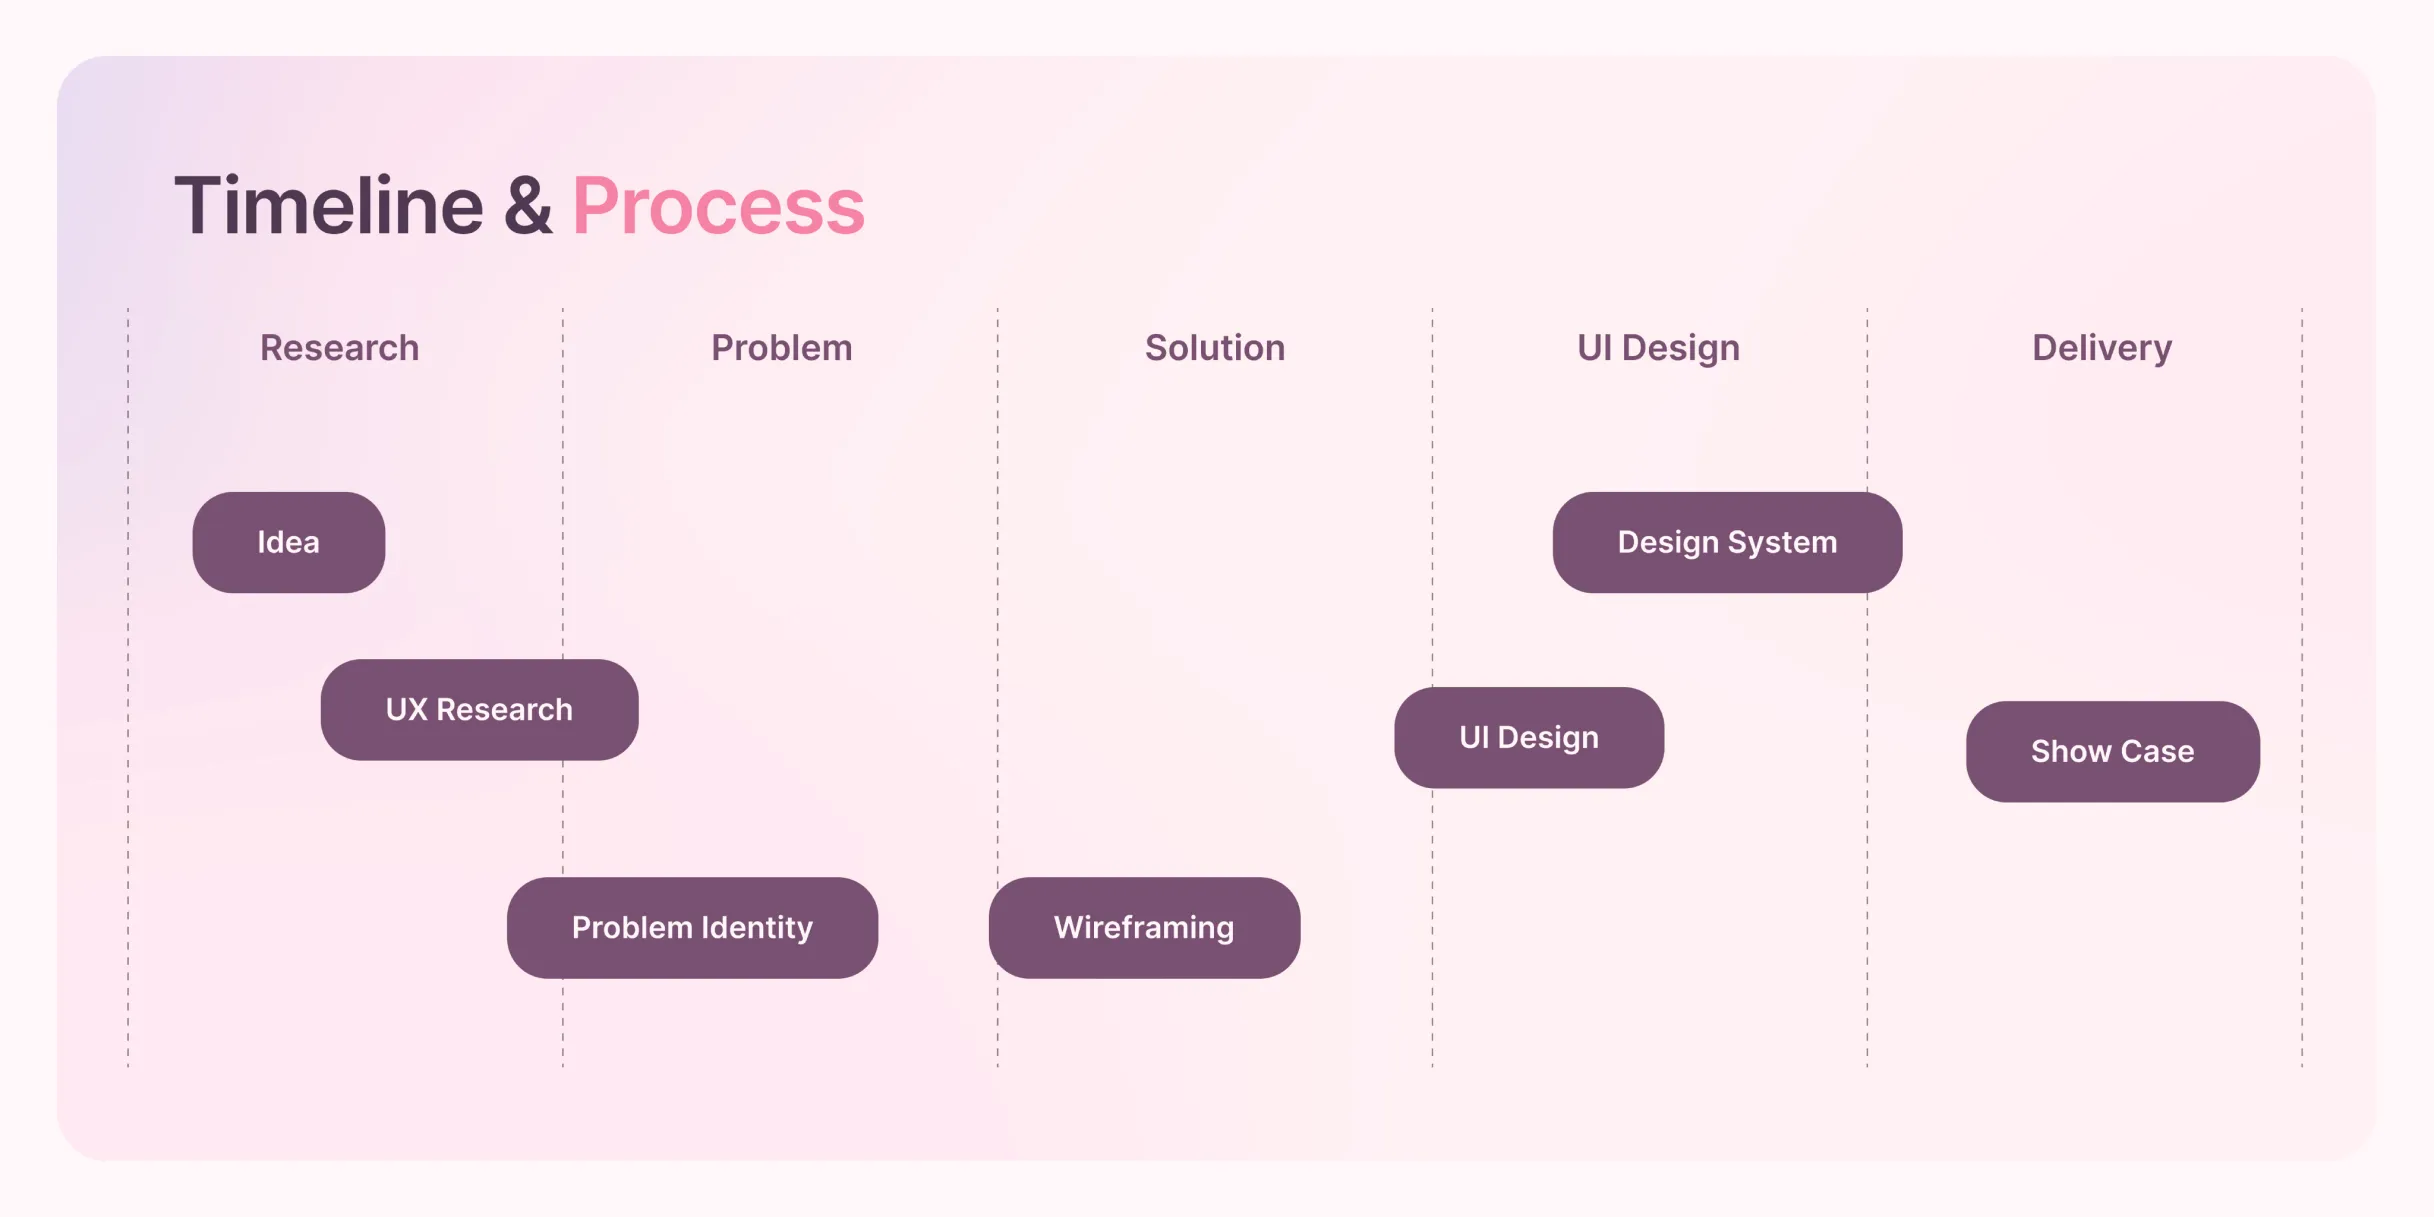 Timeline & Process
Research
Problem
Solution
UI Design
Delivery
Idea
Design System
UX Research
UI Design
Show Case
Problem Identity
Wireframing